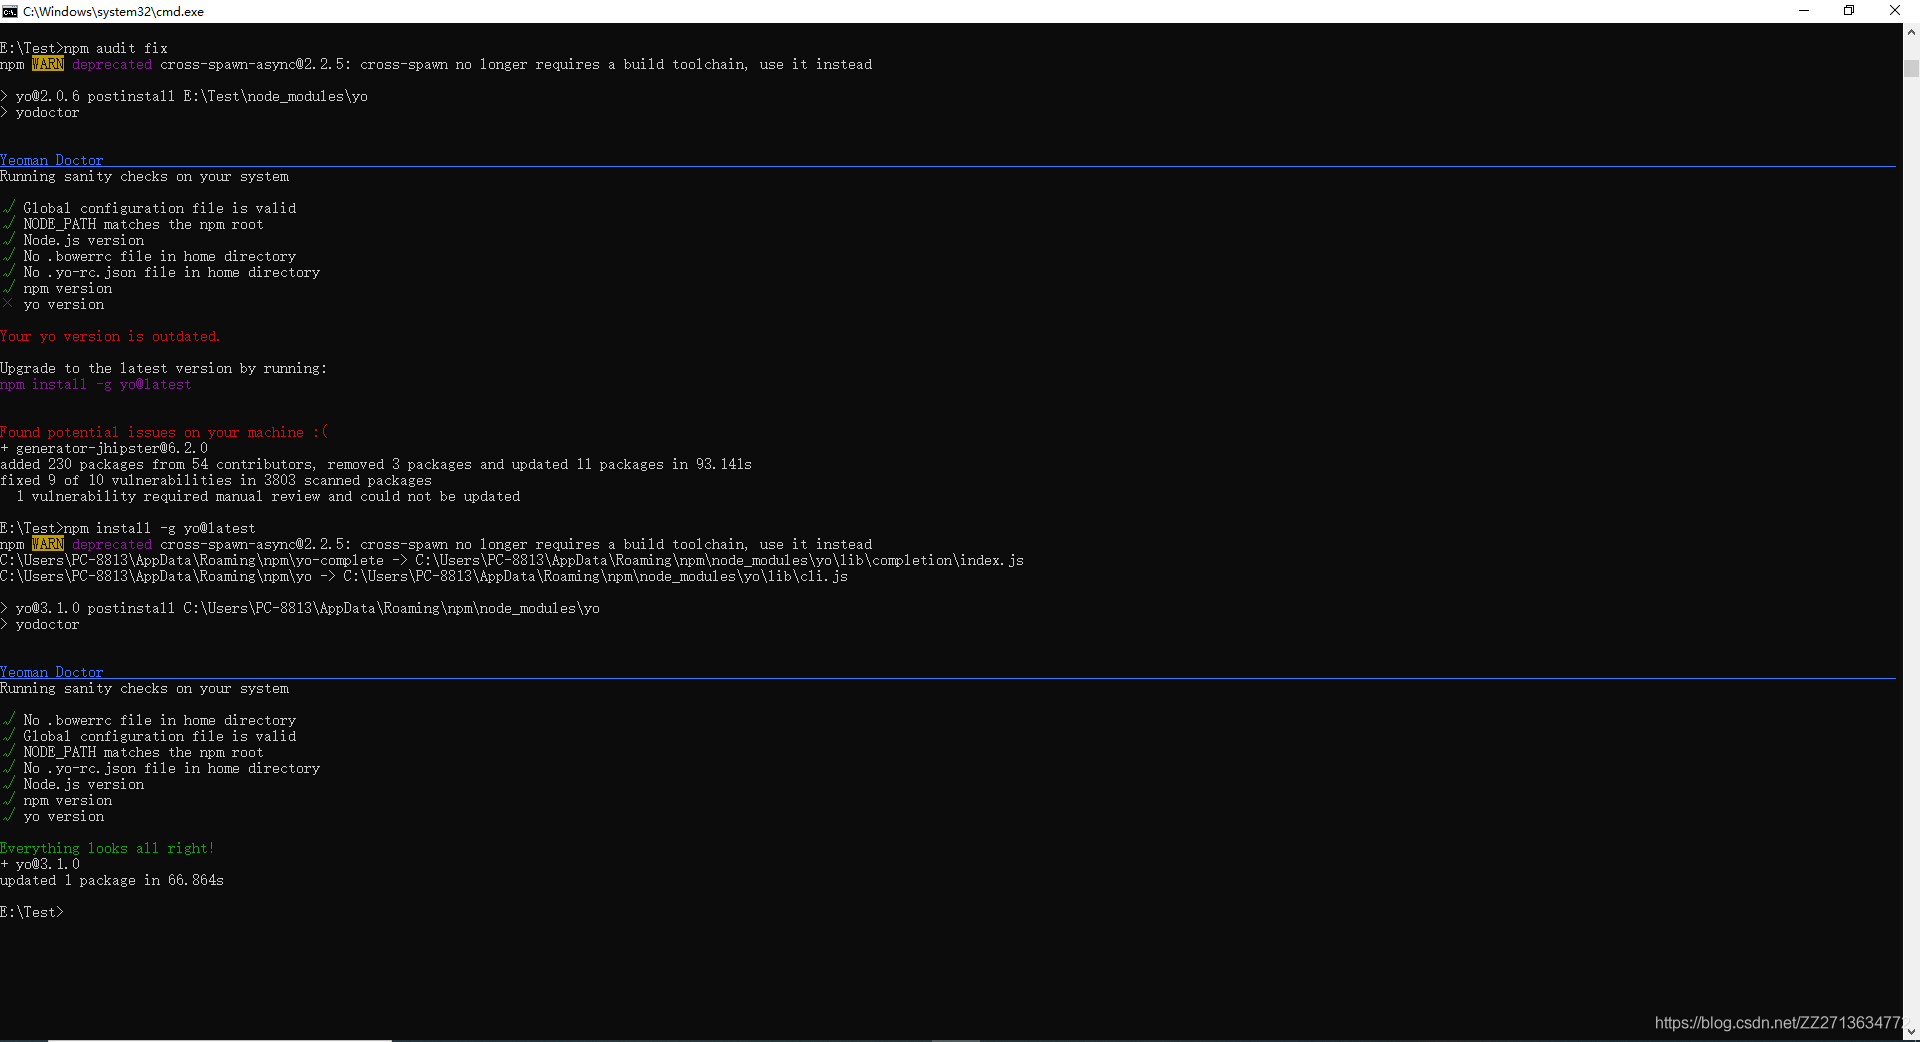 C:\Windows\system32\cmd.exe
E:\Test>npm audit fix
npm WARN deprecated cross-spawn-async@2.2.5: cross-spawn no longer requires a build toolchain, use it instead
> yo@2.0.6 postinstall E:\Test\node_modules\yo
> yodoctor
Yeoman Doctor
Running sanity checks on your system
√ Global configuration file is valid
√ NODE_PATH matches the npm root
√ Node.js version
√ No .bowerrc file in home directory
√ No .yo-rc.json file in home directory
√ npm version
× yo version
Your yo version is outdated.
Upgrade to the latest version by running:
npm install -g yo@latest
Found potential issues on your machine :(
+ generator-jhipster@6.2.0
added 230 packages from 54 contributors, removed 3 packages and updated 11 packages in 93.141s
fixed 9 of 10 vulnerabilities in 3803 scanned packages
1 vulnerability required manual review and could not be updated
E:\Test>npm install -g yo@latest
npm WARN deprecated cross-spawn-async@2.2.5: cross-spawn no longer requires a build toolchain, use it instead
C:\Users\PC-8813\AppData\Roaming\npm\yo-complete -> C:\Users\PC-8813\AppData\Roaming\npm\node_modules\yo\lib\completion\index.js
C:\Users\PC-8813\AppData\Roaming\npm\yo -> C:\Users\PC-8813\AppData\Roaming\npm\node_modules\yo\lib\cli.js
> yo@3.1.0 postinstall C:\Users\PC-8813\AppData\Roaming\npm\node_modules\yo
> yodoctor
Yeoman Doctor
Running sanity checks on your system
√ No .bowerrc file in home directory
√ Global configuration file is valid
√ NODE_PATH matches the npm root
√ No .yo-rc.json file in home directory
√ Node.js version
√ npm version
√ yo version
Everything looks all right!
+ yo@3.1.0
updated 1 package in 66.864s
E:\Test>
https://blog.csdn.net/ZZ2713634772